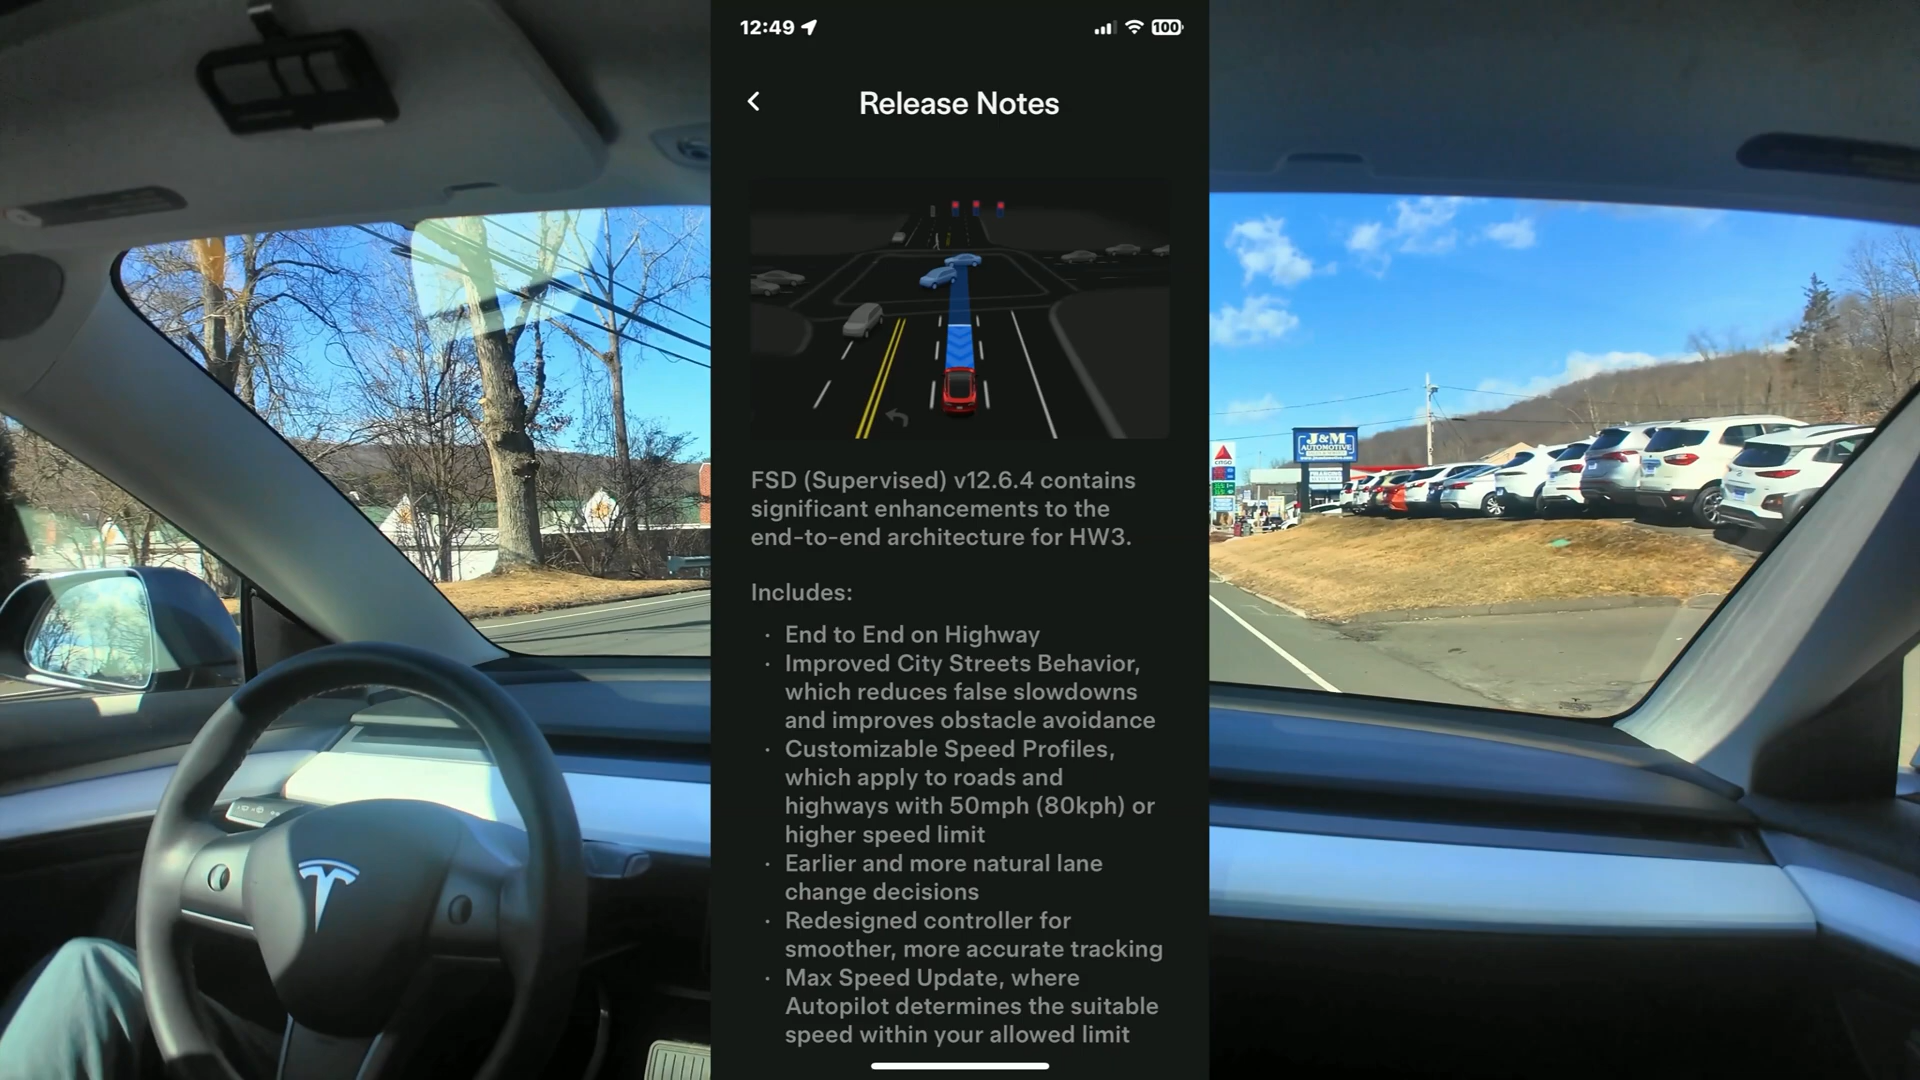 12:49
100
Release Notes
FSD (Supervised) v12.6.4 contains
significant enhancements to the
end-to-end architecture for HW3.
Includes:
· End to End on Highway
· Improved City Streets Behavior,
which reduces false slowdowns
and improves obstacle avoidance
· Customizable Speed Profiles,
which apply to roads and
highways with 50mph (80kph) or
higher speed limit
· Earlier and more natural lane
change decisions
· Redesigned controller for
smoother, more accurate tracking
· Max Speed Update, where
Autopilot determines the suitable
speed within your allowed limit
J&M
AUTOMOTIVE
CITGO